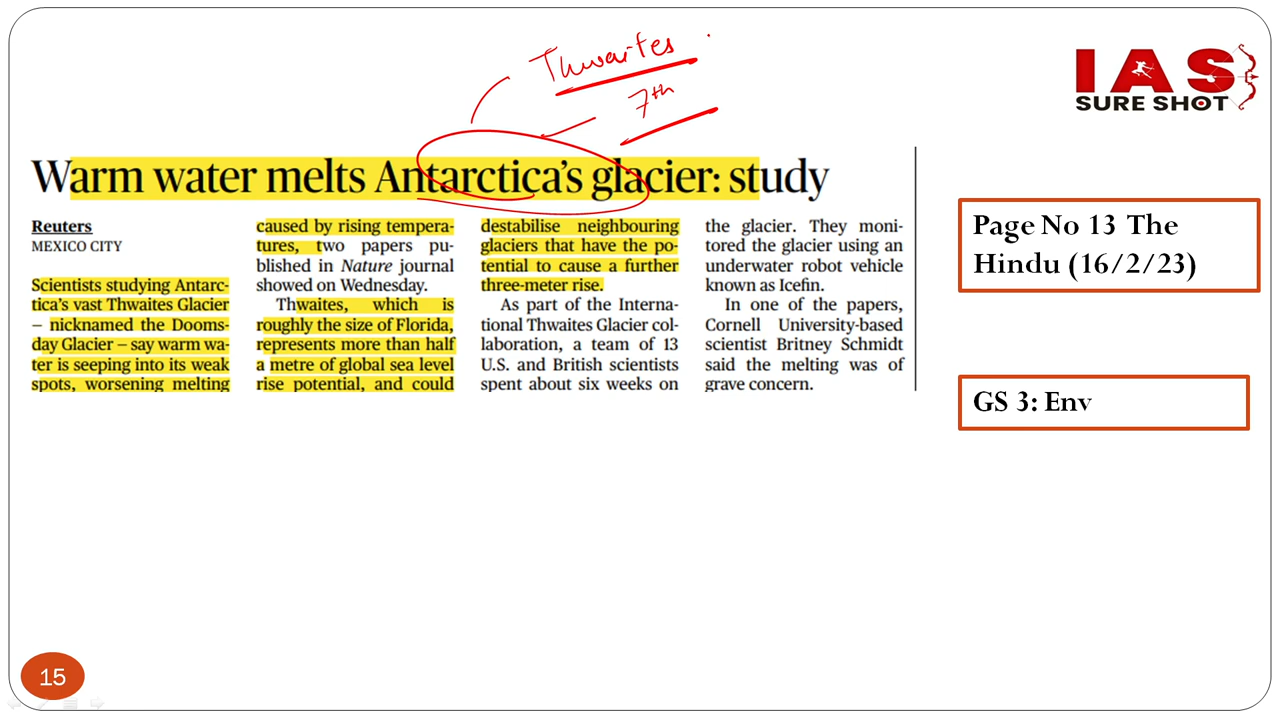 Thwaites
7th
IAS
SURE SHOT
Warm water melts Antarctica's glacier: study
Reuters
MEXICO CITY
Scientists studying Antarc-
tica's vast Thwaites Glacier
– nicknamed the Dooms-
day Glacier – say warm wa-
ter is seeping into its weak
spots, worsening melting
caused by rising tempera-
tures, two papers pu-
blished in Nature journal
showed on Wednesday.
Thwaites, which is
roughly the size of Florida,
represents more than half
a metre of global sea level
rise potential, and could
destabilise neighbouring
glaciers that have the po-
tential to cause a further
three-meter rise.
As part of the Interna-
tional Thwaites Glacier col-
laboration, a team of 13
U.S. and British scientists
spent about six weeks on
the glacier. They moni-
tored the glacier using an
underwater robot vehicle
known as Icefin.
In one of the papers,
Cornell University-based
scientist Britney Schmidt
said the melting was of
grave concern.
Page No 13 The
Hindu (16/2/23)
GS 3: Env
15